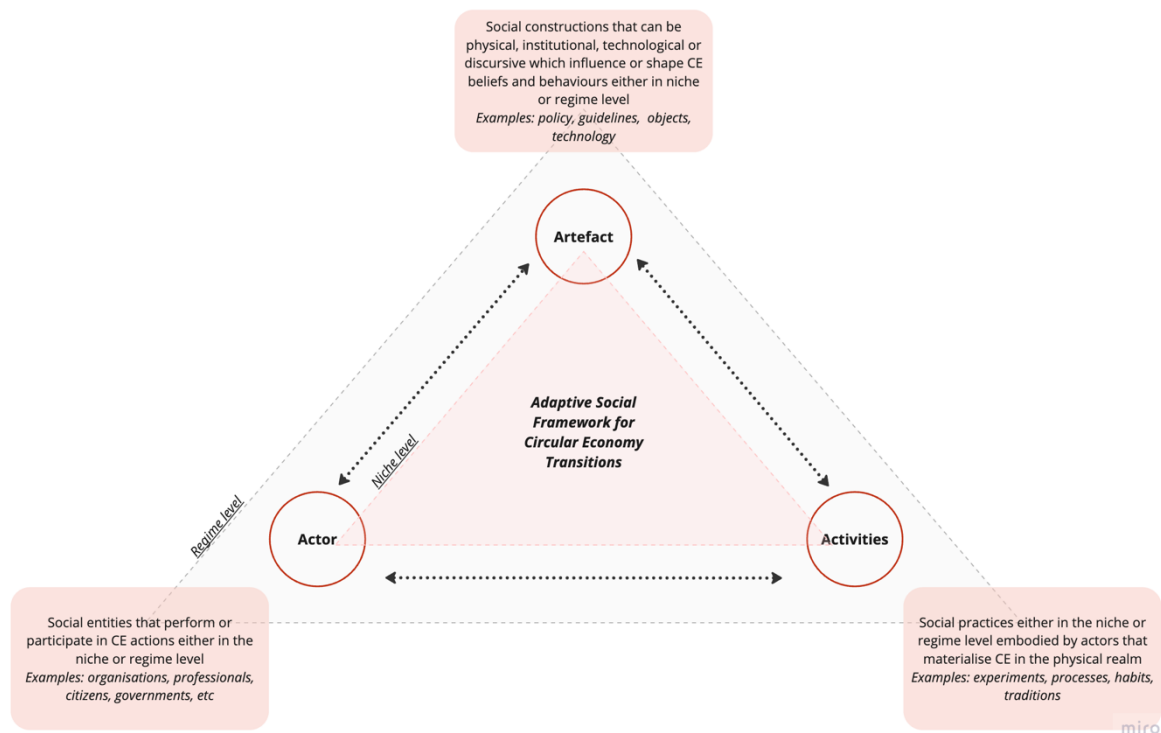 Social constructions that can be
physical, institutional, technological or
discursive which influence or shape CE
beliefs and behaviours either in niche
or regime level
Examples: policy, guidelines, objects,
technology
Artefact
Adaptive Social
Framework for
Circular Economy
Transitions
Niche level
Regime level
Actor
Activities
Social entities that perform or
participate in CE actions either in the
niche or regime level
Examples: organisations, professionals,
citizens, governments, etc
Social practices either in the niche or
regime level embodied by actors that
materialise CE in the physical realm
Examples: experiments, processes, habits,
traditions
miro